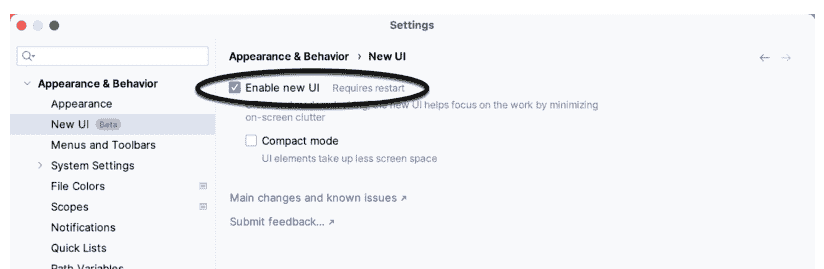 Settings
Appearance & Behavior › New UI
Appearance & Behavior
Enable new UI Requires restart
Appearance
new UI helps focus on the work by minimizing
on-screen clutter
New UI Beta
Menus and Toolbars
Compact mode
UI elements take up less screen space
System Settings
File Colors
Main changes and known issues ↗
Scopes
Submit feedback... ↗
Notifications
Quick Lists
Path Variables